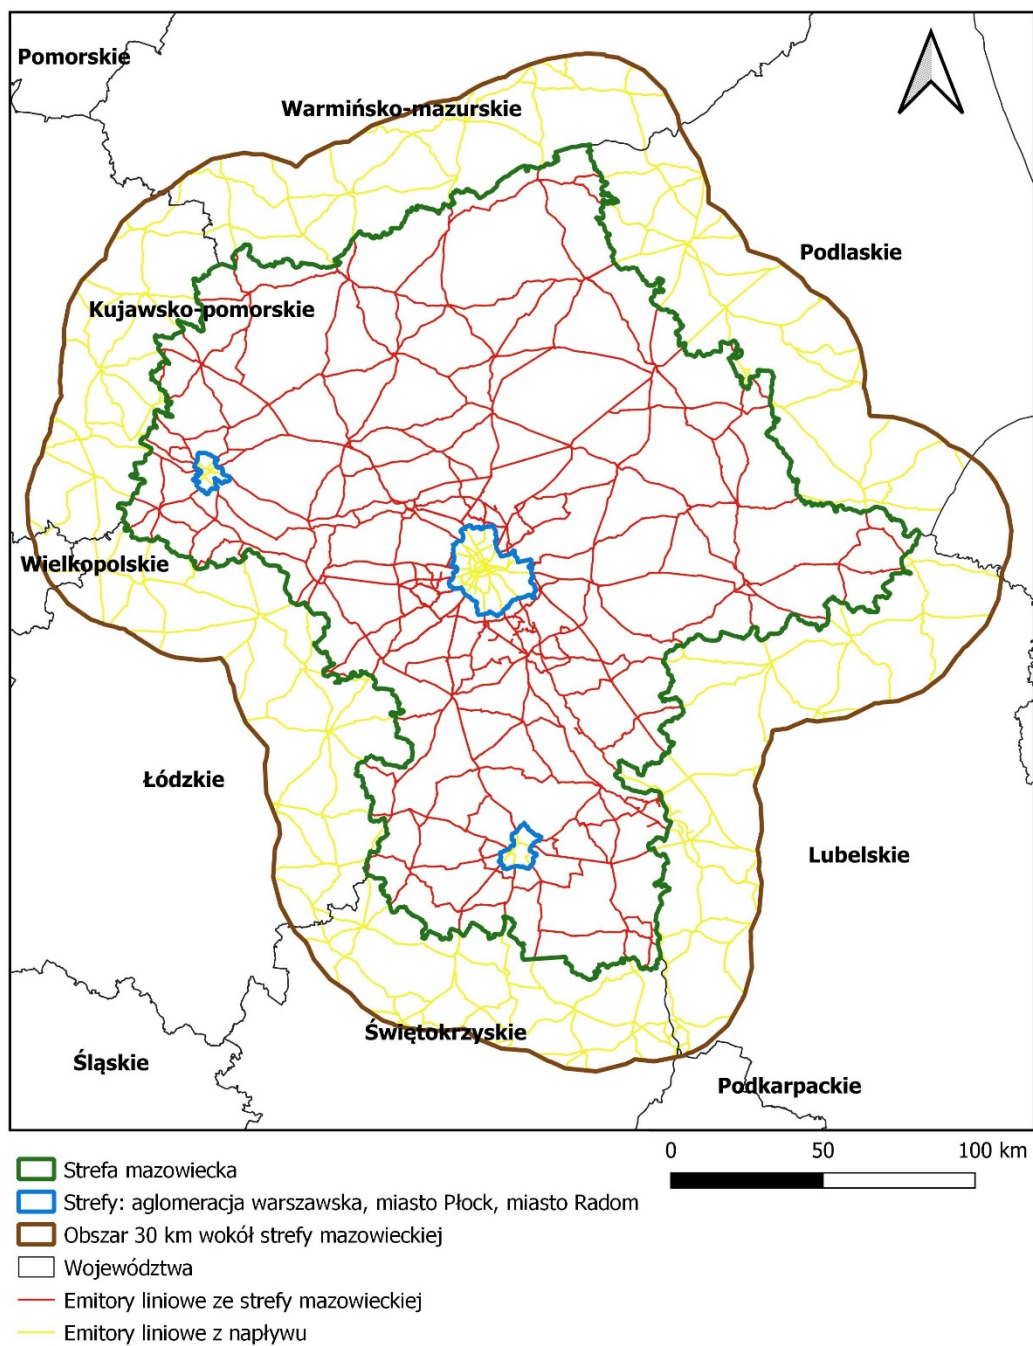 Pomorskie
Warmińsko-mazurskie
Podlaskie
Kujawsko-pomorskie
Wielkopolskie
Łódzkie
Lubelskie
Świętokrzyskie
Śląskie
Podkarpackie
0 50 100 km
Strefa mazowiecka
Strefy: aglomeracja warszawska, miasto Płock, miasto Radom
Obszar 30 km wokół strefy mazowieckiej
Województwa
Emitory liniowe ze strefy mazowieckiej
Emitory liniowe z napływu